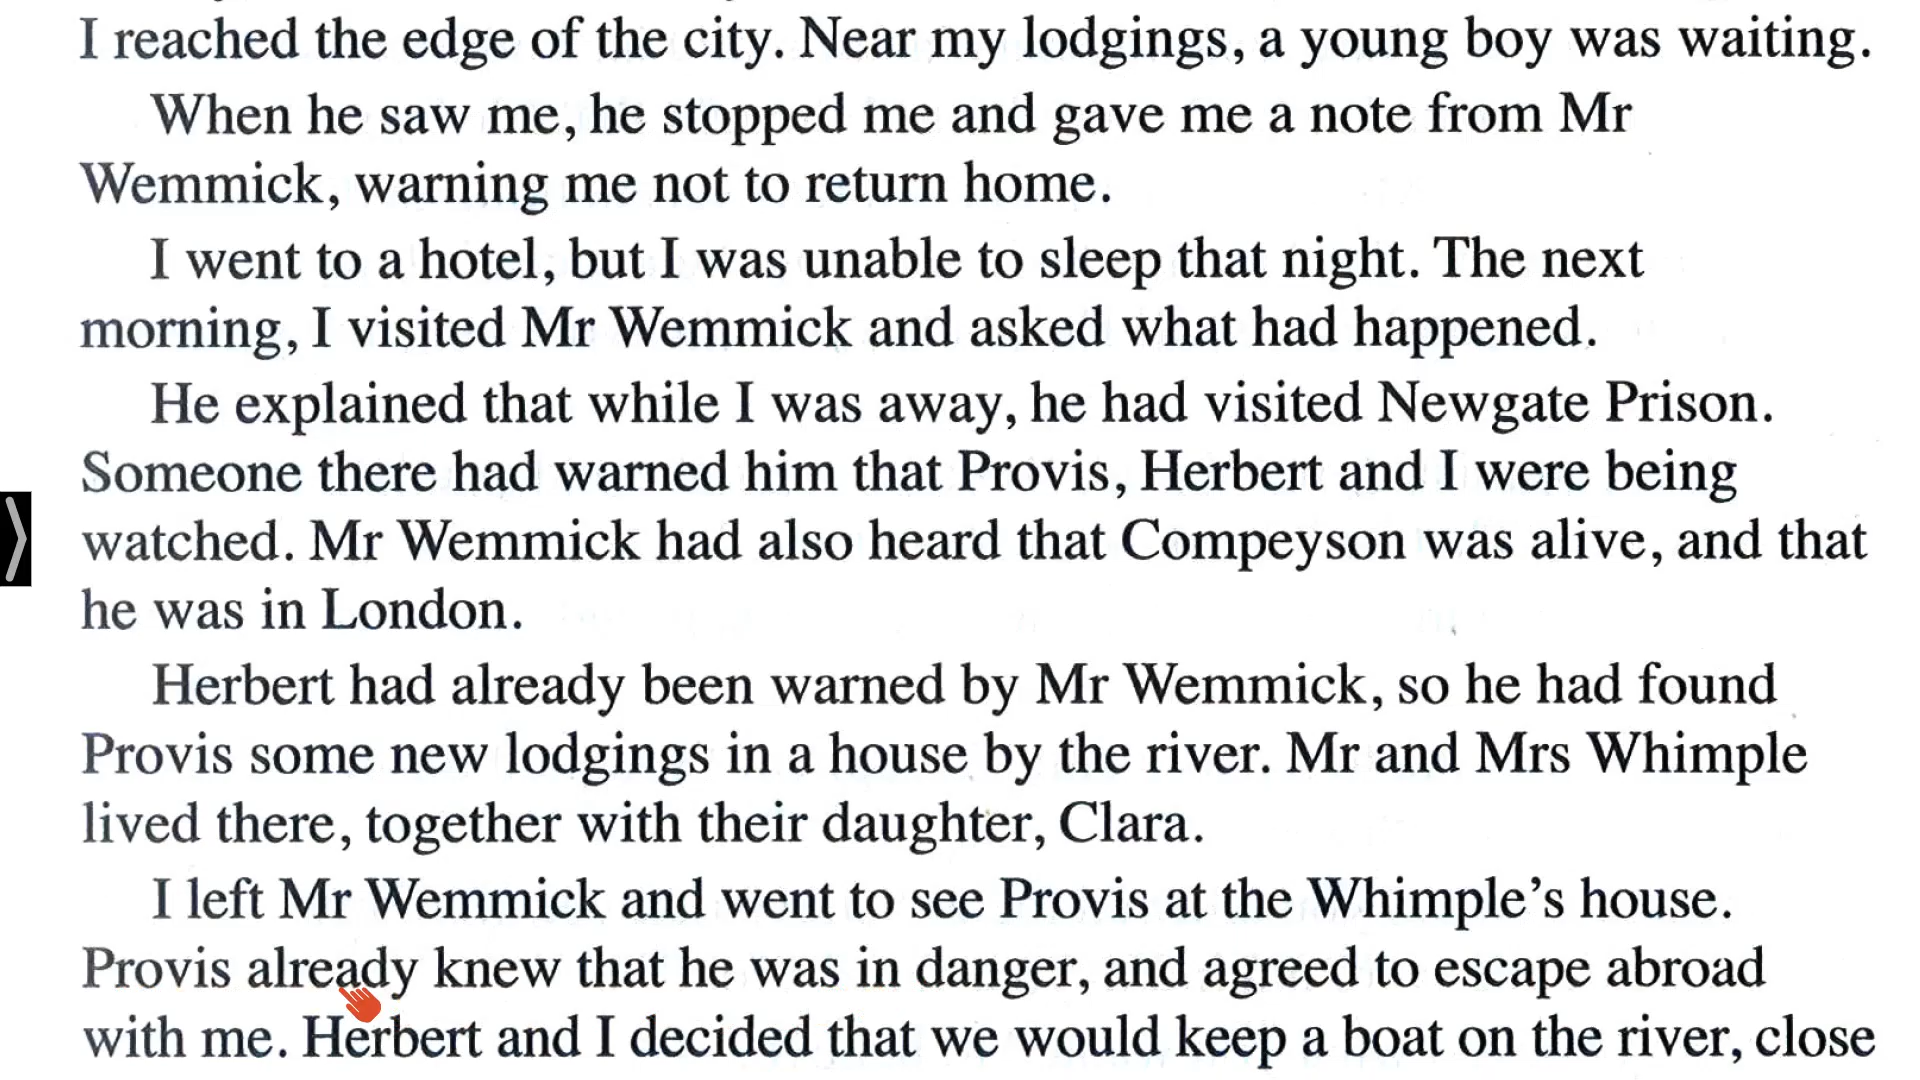 I reached the edge of the city. Near my lodgings, a young boy was waiting.
When he saw me, he stopped me and gave me a note from Mr
Wemmick, warning me not to return home.
I went to a hotel, but I was unable to sleep that night. The next
morning, I visited Mr Wemmick and asked what had happened.
He explained that while I was away, he had visited Newgate Prison.
Someone there had warned him that Provis, Herbert and I were being
watched. Mr Wemmick had also heard that Compeyson was alive, and that
he was in London.
Herbert had already been warned by Mr Wemmick, so he had found
Provis some new lodgings in a house by the river. Mr and Mrs Whimple
lived there, together with their daughter, Clara.
I left Mr Wemmick and went to see Provis at the Whimple’s house.
Provis already knew that he was in danger, and agreed to escape abroad
with me. Herbert and I decided that we would keep a boat on the river, close